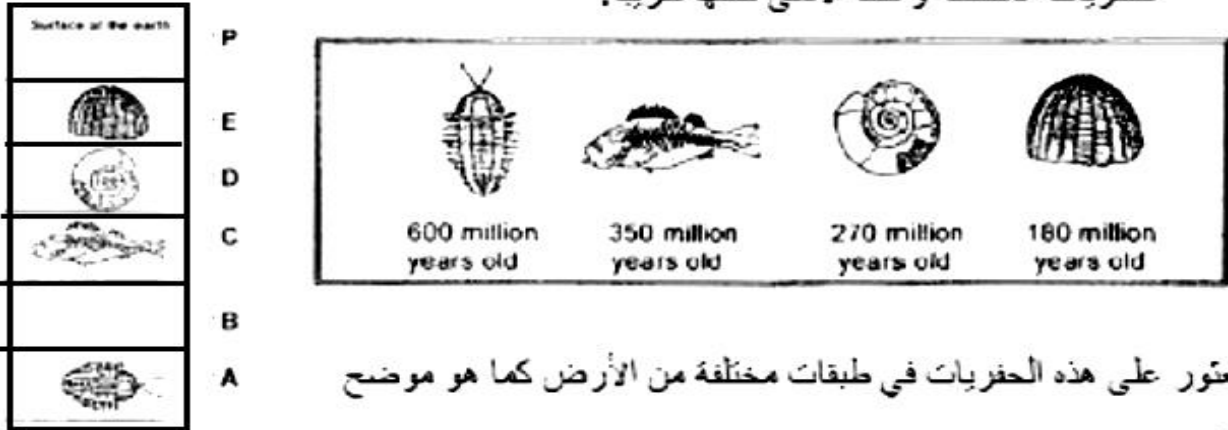 Surface of the earth
P
E
D
C
B
A
600 million years old
350 million years old
270 million years old
180 million years old
على هذه الحفريات في طبقات مختلفة من الأرض كما هو موضح